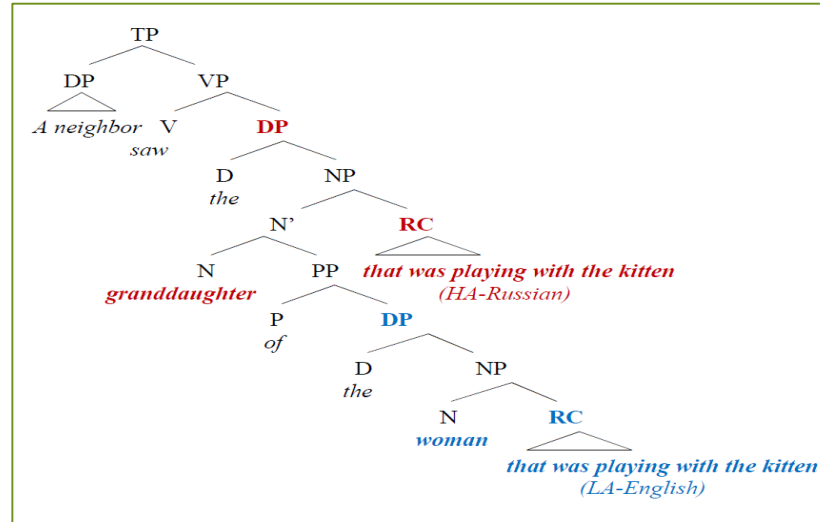 TP
DP VP
A neighbor V DP
saw
D NP
the
N’ RC
N PP that was playing with the kitten
granddaughter (HA-Russian)
P DP
of
D NP
the
N RC
woman
that was playing with the kitten
(LA-English)